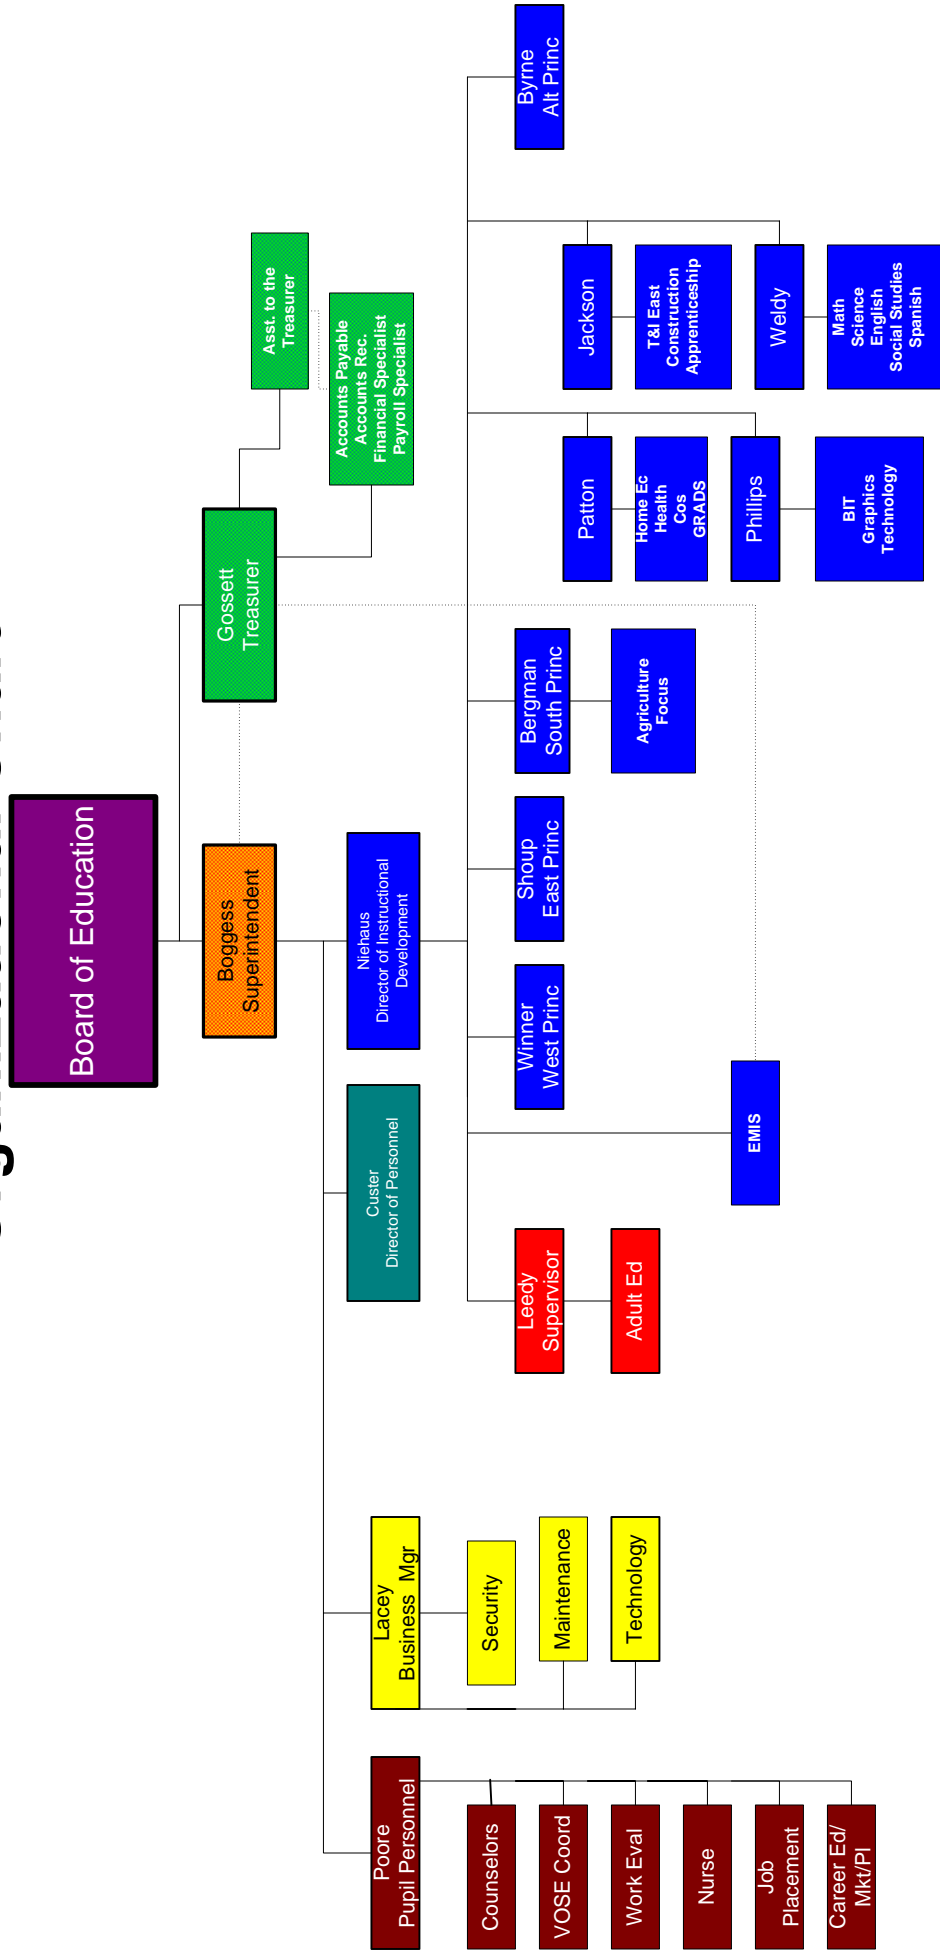 Board of Education
Boggess
Superintendent
Gossett
Treasurer
Asst. to the
Treasurer
Accounts Payable
Accounts Rec.
Financial Specialist
Payroll Specialist
Poore
Pupil Personnel
Counselors
VOSE Coord
Work Eval
Nurse
Job
Placement
Career Ed/
Mkt/Pl
Lacey
Business Mgr
Security
Maintenance
Technology
Custer
Director of Personnel
Niehaus
Director of Instructional
Development
Leedy
Supervisor
Adult Ed
EMIS
Winner
West Princ
Shoup
East Princ
Bergman
South Princ
Agriculture
Focus
Patton
Home Ec
Health
Cos
GRADS
Phillips
BIT
Graphics
Technology
Jackson
T&I East
Construction
Apprenticeship
Weldy
Math
Science
English
Social Studies
Spanish
Byrne
Alt Princ